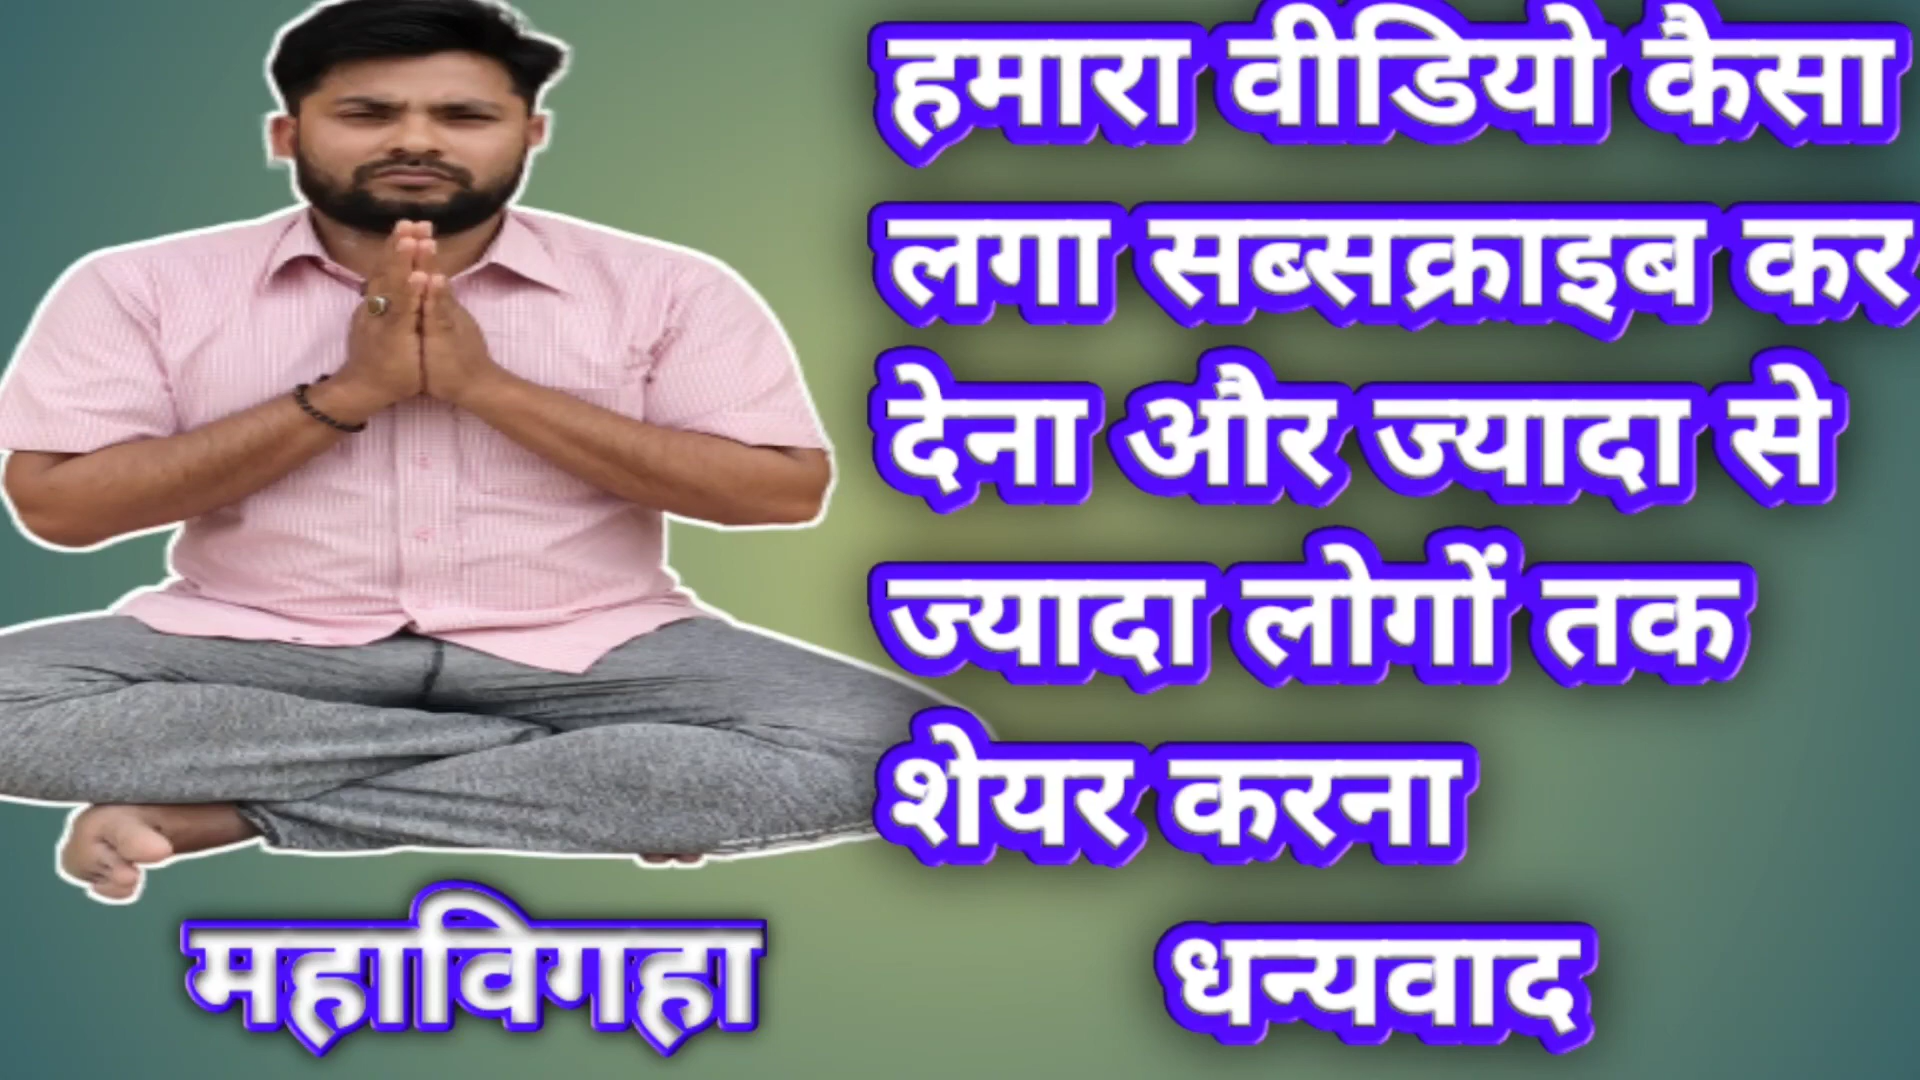 हमारा वीडियो कैसा
लगा सब्सक्राइब कर
देना और ज्यादा से
ज्यादा लोगों तक
शेयर करना
महाविगहा
धन्यवाद